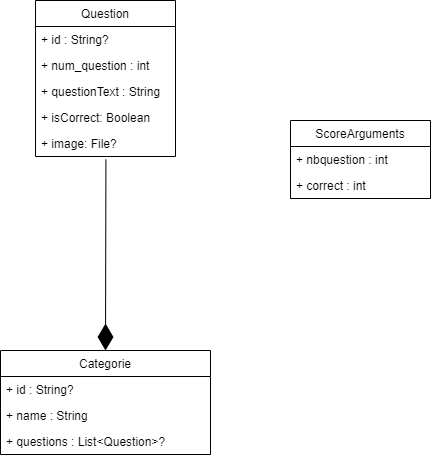 Question
+ id : String?
+ num_question : int
+ questionText : String
+ isCorrect: Boolean
+ image: File?
ScoreArguments
+ nbquestion : int
+ correct : int
Categorie
+ id : String?
+ name : String
+ questions : List<Question>?